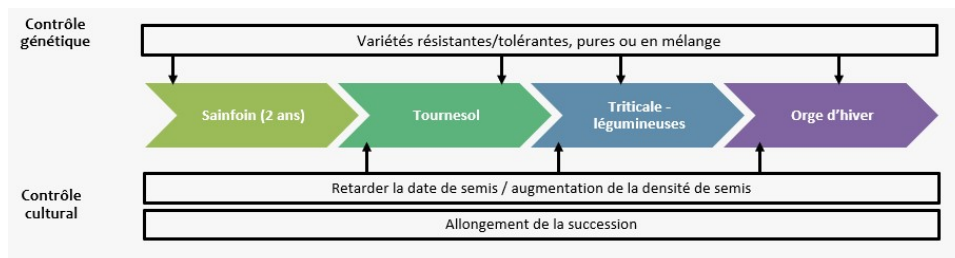 Contrôle
génétique
Variétés résistantes/tolérantes, pures ou en mélange
Sainfoin (2 ans)
Tournesol
Triticale -
légumineuses
Orge d'hiver
Contrôle
cultural
Retarder la date de semis / augmentation de la densité de semis
Allongement de la succession